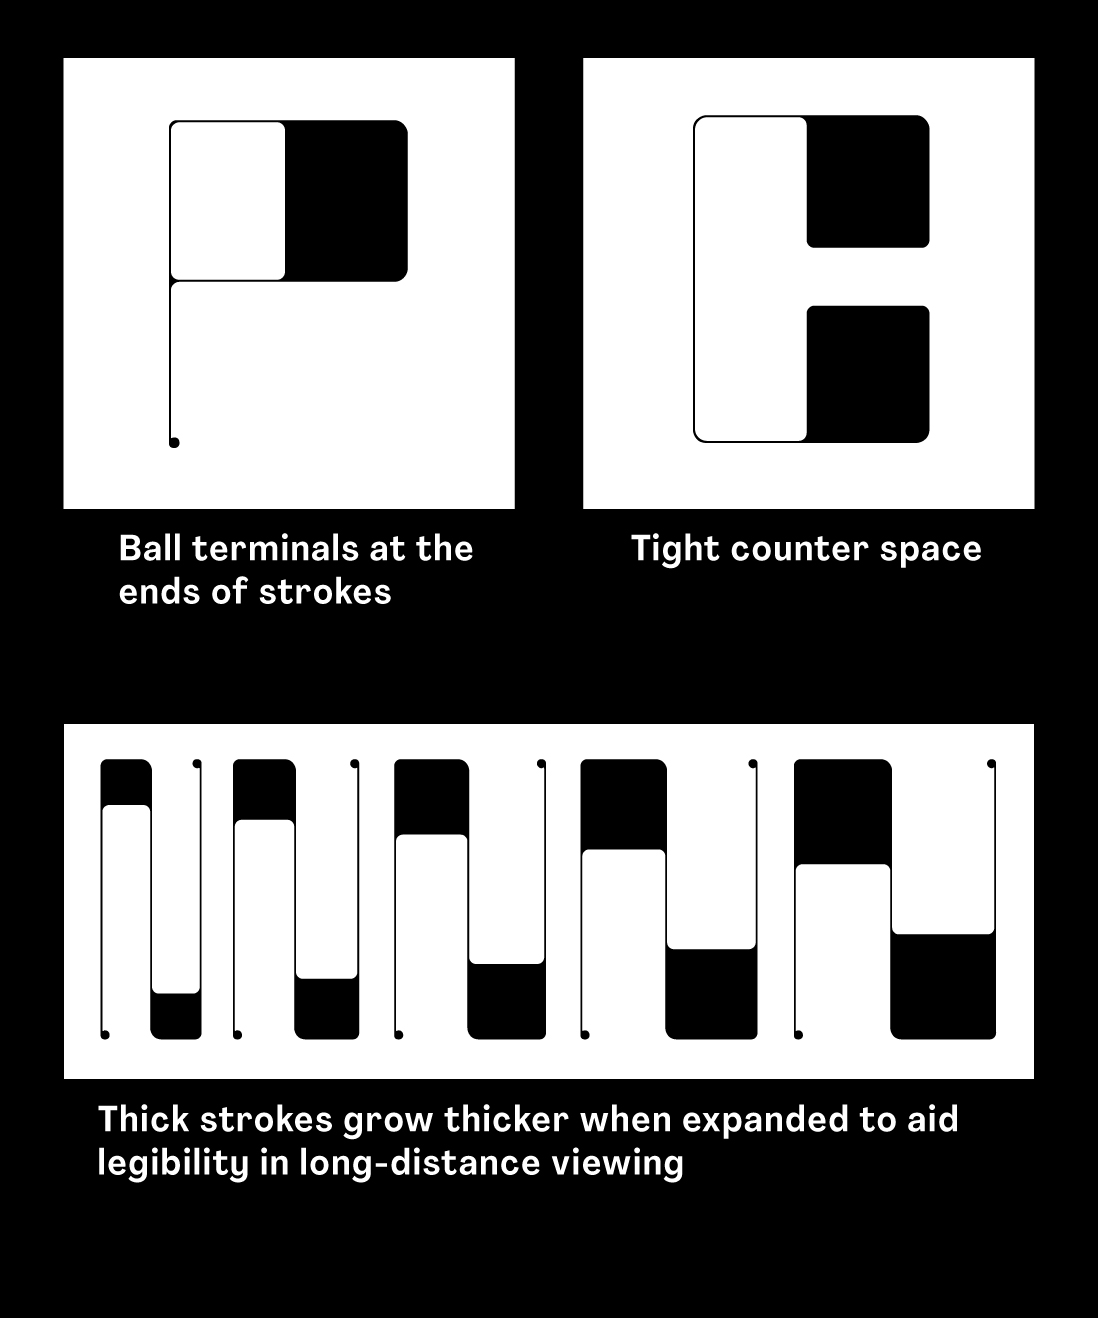 P
C
Ball terminals at the
ends of strokes
Tight counter space
N N N N N
Thick strokes grow thicker when expanded to aid
legibility in long-distance viewing